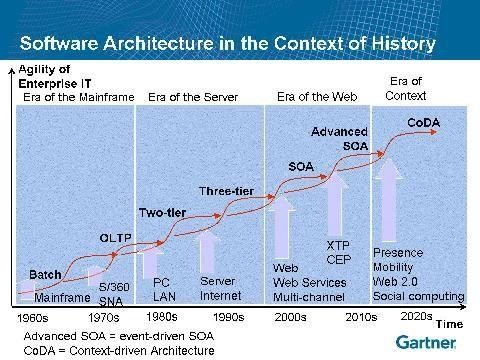 Software Architecture in the Context of History
Agility of
Enterprise IT
Era of the Mainframe
Era of the Server
Era of the Web
Era of
Context
CoDA
Advanced
SOA
SOA
Three-tier
Two-tier
OLTP
Batch
Mainframe
S/360
SNA
PC
LAN
Server
Internet
Web
Web Services
Multi-channel
XTP
CEP
Presence
Mobility
Web 2.0
Social computing
1960s 1970s 1980s 1990s 2000s 2010s 2020s
Time
Advanced SOA = event-driven SOA
CoDA = Context-driven Architecture
Gartner